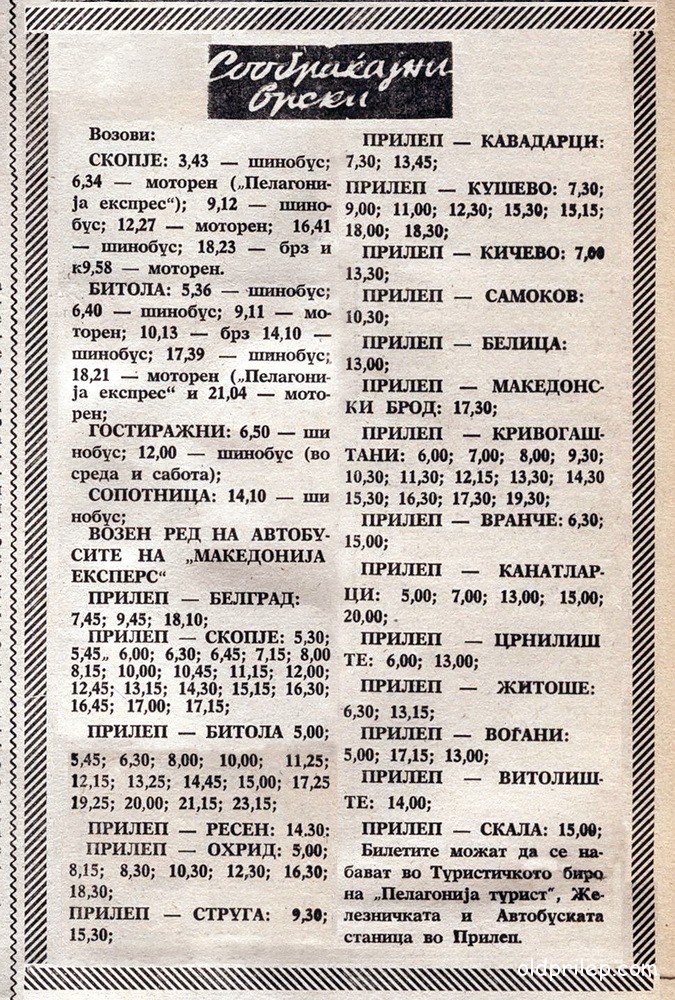 Сообраќајни
врски
Возови:
СКОПЈЕ: 3,43 — шинобус;
6,34 — моторен („Пелагони-
ја експрес“); 9,12 — шино-
бус; 12,27 — моторен; 16,41
— шинобус; 18,23 — брз и
к9,58 — моторен.
БИТОЛА: 5,36 — шинобус;
6,40 — шинобус; 9,11 — мо-
торен; 10,13 — брз 14,10 —
шинобус; 17,39 — шинобус;
18,21 — моторен („Пелагони-
ја експрес“ и 21,04 — мото-
рен;
ГОСТИРАЖНИ: 6,50 — ши
нобус; 12,00 — шинобус (во
среда и сабота);
СОПОТНИЦА: 14,10 — ши
нобус;
ВОЗЕН РЕД НА АВТОБУ-
СИТЕ НА „МАКЕДОНИЈА
ЕКСПЕРС“
ПРИЛЕП — БЕЛГРАД:
7,45; 9,45; 18,10;
ПРИЛЕП — СКОПЈЕ: 5,30;
5,45,, 6,00; 6,30; 6,45; 7,15; 8,00
8,15; 10,00; 10,45; 11,15; 12,00;
12,45; 13,15; 14,30; 15,15; 16,30;
16,45; 17,00; 17,15;
ПРИЛЕП — БИТОЛА 5,00;
5,45; 6,30; 8,00; 10,00; 11,25;
12,15; 13,25; 14,45; 15,00; 17,25
19,25; 20,00; 21,15; 23,15;
ПРИЛЕП — РЕСЕН: 14.30:
ПРИЛЕП — ОХРИД: 5,00;
8,15; 8,30; 10,30; 12,30; 16,30;
18,30;
ПРИЛЕП — СТРУГА: 9,30;
15,30;
ПРИЛЕП — КАВАДАРЦИ:
7,30; 13,45;
ПРИЛЕП — КУШЕВО: 7,30;
9,00; 11,00; 12,30; 15,30; 15,15;
18,00; 18,30;
ПРИЛЕП — КИЧЕВО: 7,00
13,30;
ПРИЛЕП — САМОКОВ:
10,30;
ПРИЛЕП — БЕЛИЦА:
13,00;
ПРИЛЕП — МАКЕДОНС-
КИ БРОД: 17,30;
ПРИЛЕП — КРИВОГАШ-
ТАНИ: 6,00; 7,00; 8,00; 9,30;
10,30; 11,30; 12,15; 13,30; 14,30
15,30; 16,30; 17,30; 19,30;
ПРИЛЕП — ВРАНЧЕ: 6,30;
15,00;
ПРИЛЕП — КАНАТЛАР-
ЦИ: 5,00; 7,00; 13,00; 15,00;
20,00;
ПРИЛЕП — ЦРНИЛИШ
ТЕ: 6,00; 13,00;
ПРИЛЕП — ЖИТОШЕ:
6,30; 13,15;
ПРИЛЕП — ВОЃАНИ:
5,00; 17,15; 13,00;
ПРИЛЕП — ВИТОЛИШ-
ТЕ: 14,00;
ПРИЛЕП — СКАЛА: 15,00;
Билетите можат да се на-
бават во Туристичкото биро
на „Пелагонија турист“, Же-
лезничката и Автобуската
станица во Прилеп.
oldprilep.com